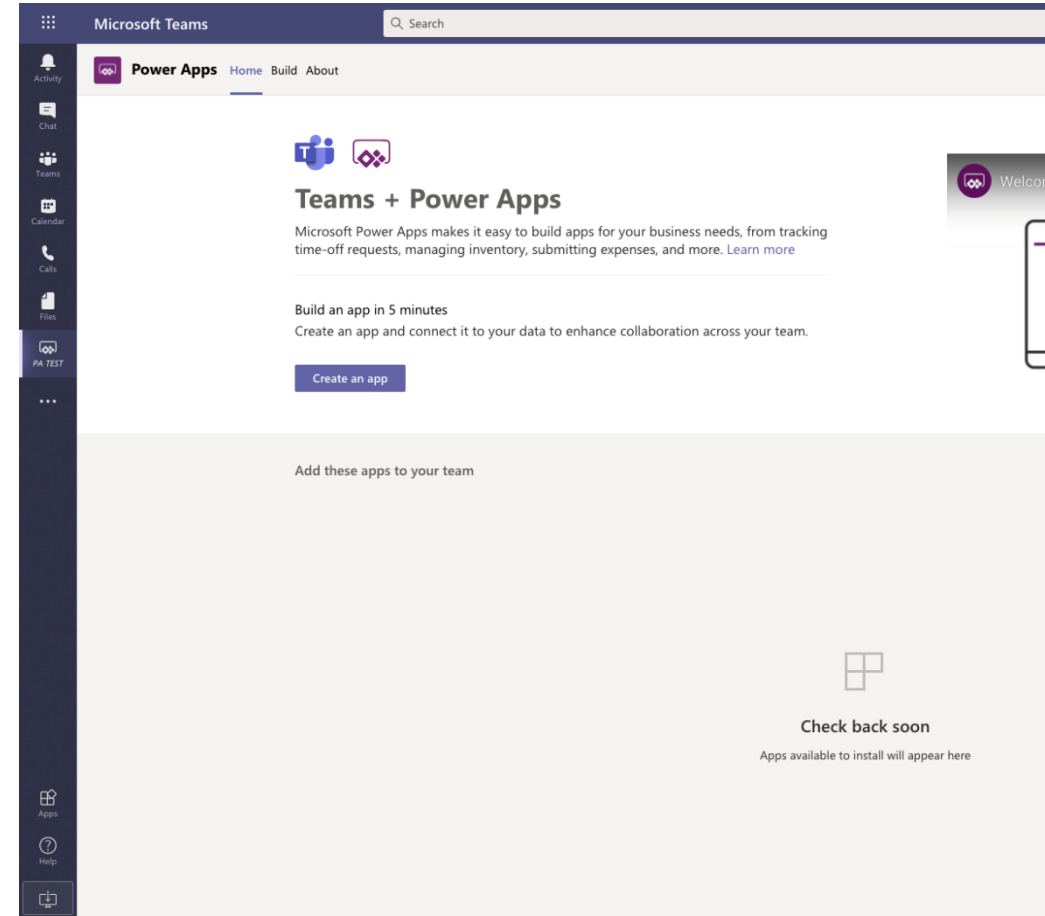 Microsoft Teams
Search
Activity
Chat
Teams
Calendar
Calls
Files
PA TEST
Apps
Help
Power Apps Home Build About
T
Teams + Power Apps
Microsoft Power Apps makes it easy to build apps for your business needs, from tracking
time-off requests, managing inventory, submitting expenses, and more. Learn more
Build an app in 5 minutes
Create an app and connect it to your data to enhance collaboration across your team.
Create an app
Welcom
Add these apps to your team
Check back soon
Apps available to install will appear here